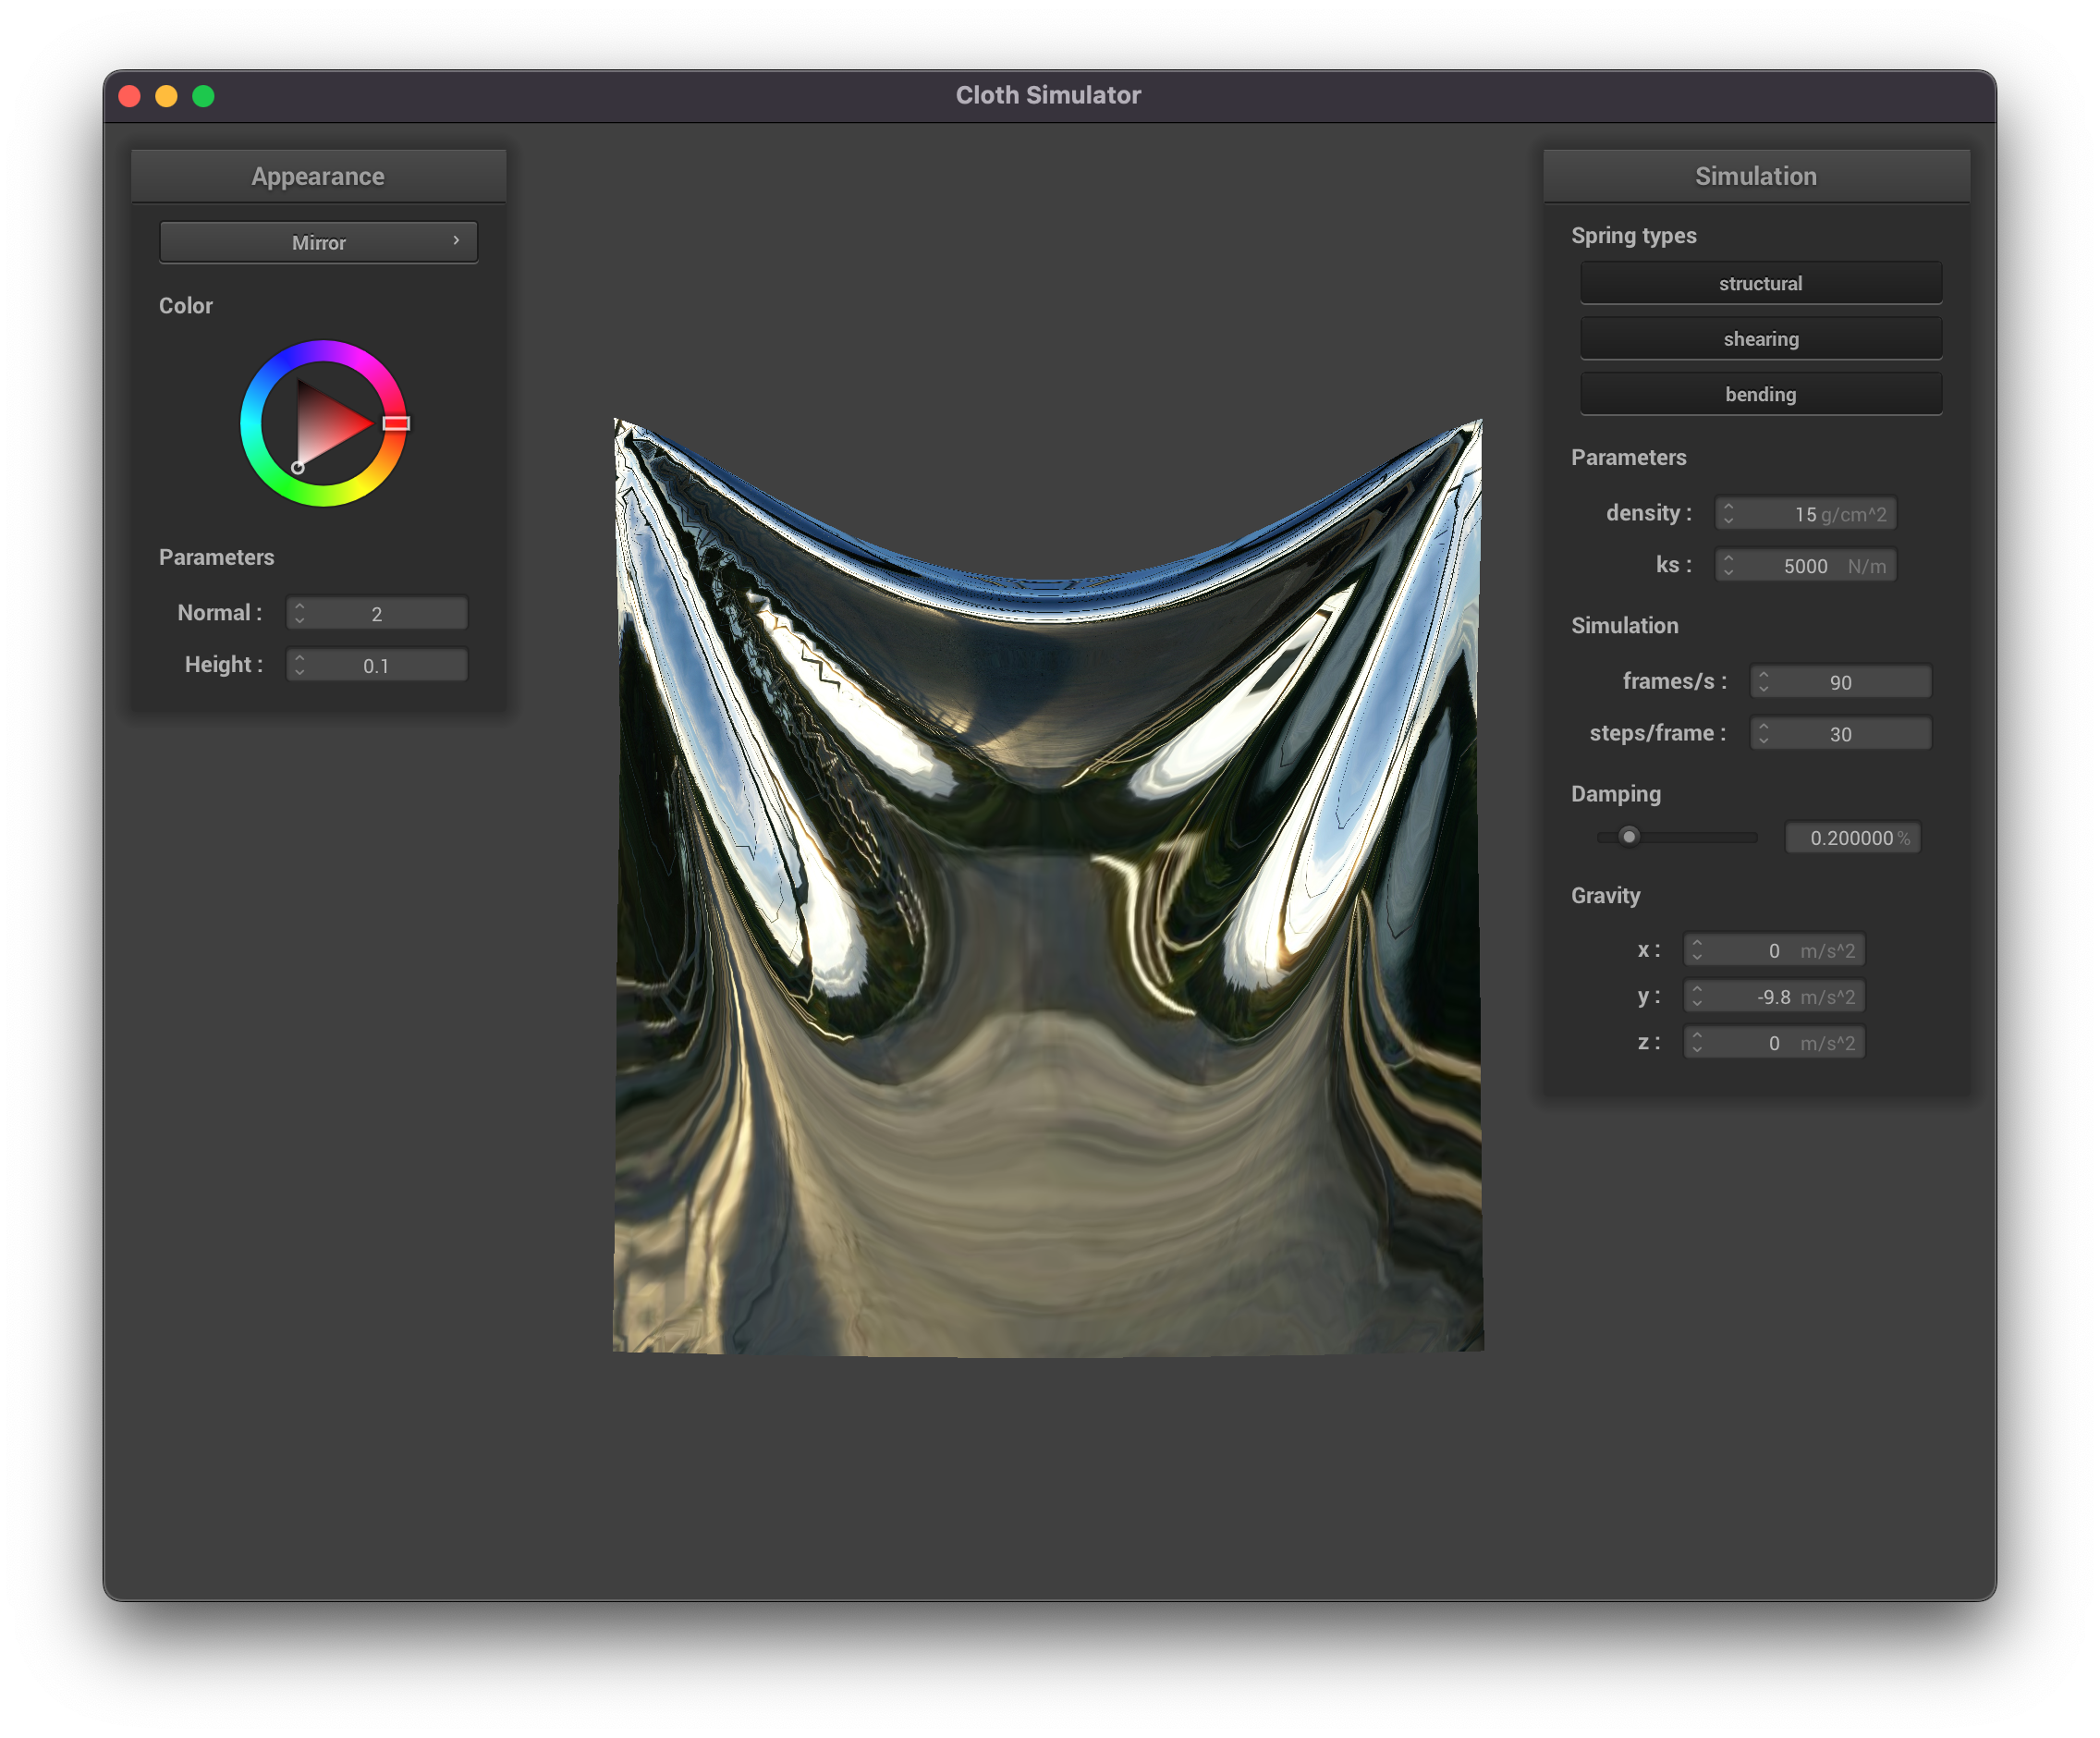 Cloth Simulator
Appearance
Mirror
Color
Parameters
Normal : 2
Height : 0.1
Simulation
Spring types
structural
shearing
bending
Parameters
density : 15 g/cm^2
ks : 5000 N/m
Simulation
frames/s : 90
steps/frame : 30
Damping
0.200000 %
Gravity
x : 0 m/s^2
y : -9.8 m/s^2
z : 0 m/s^2